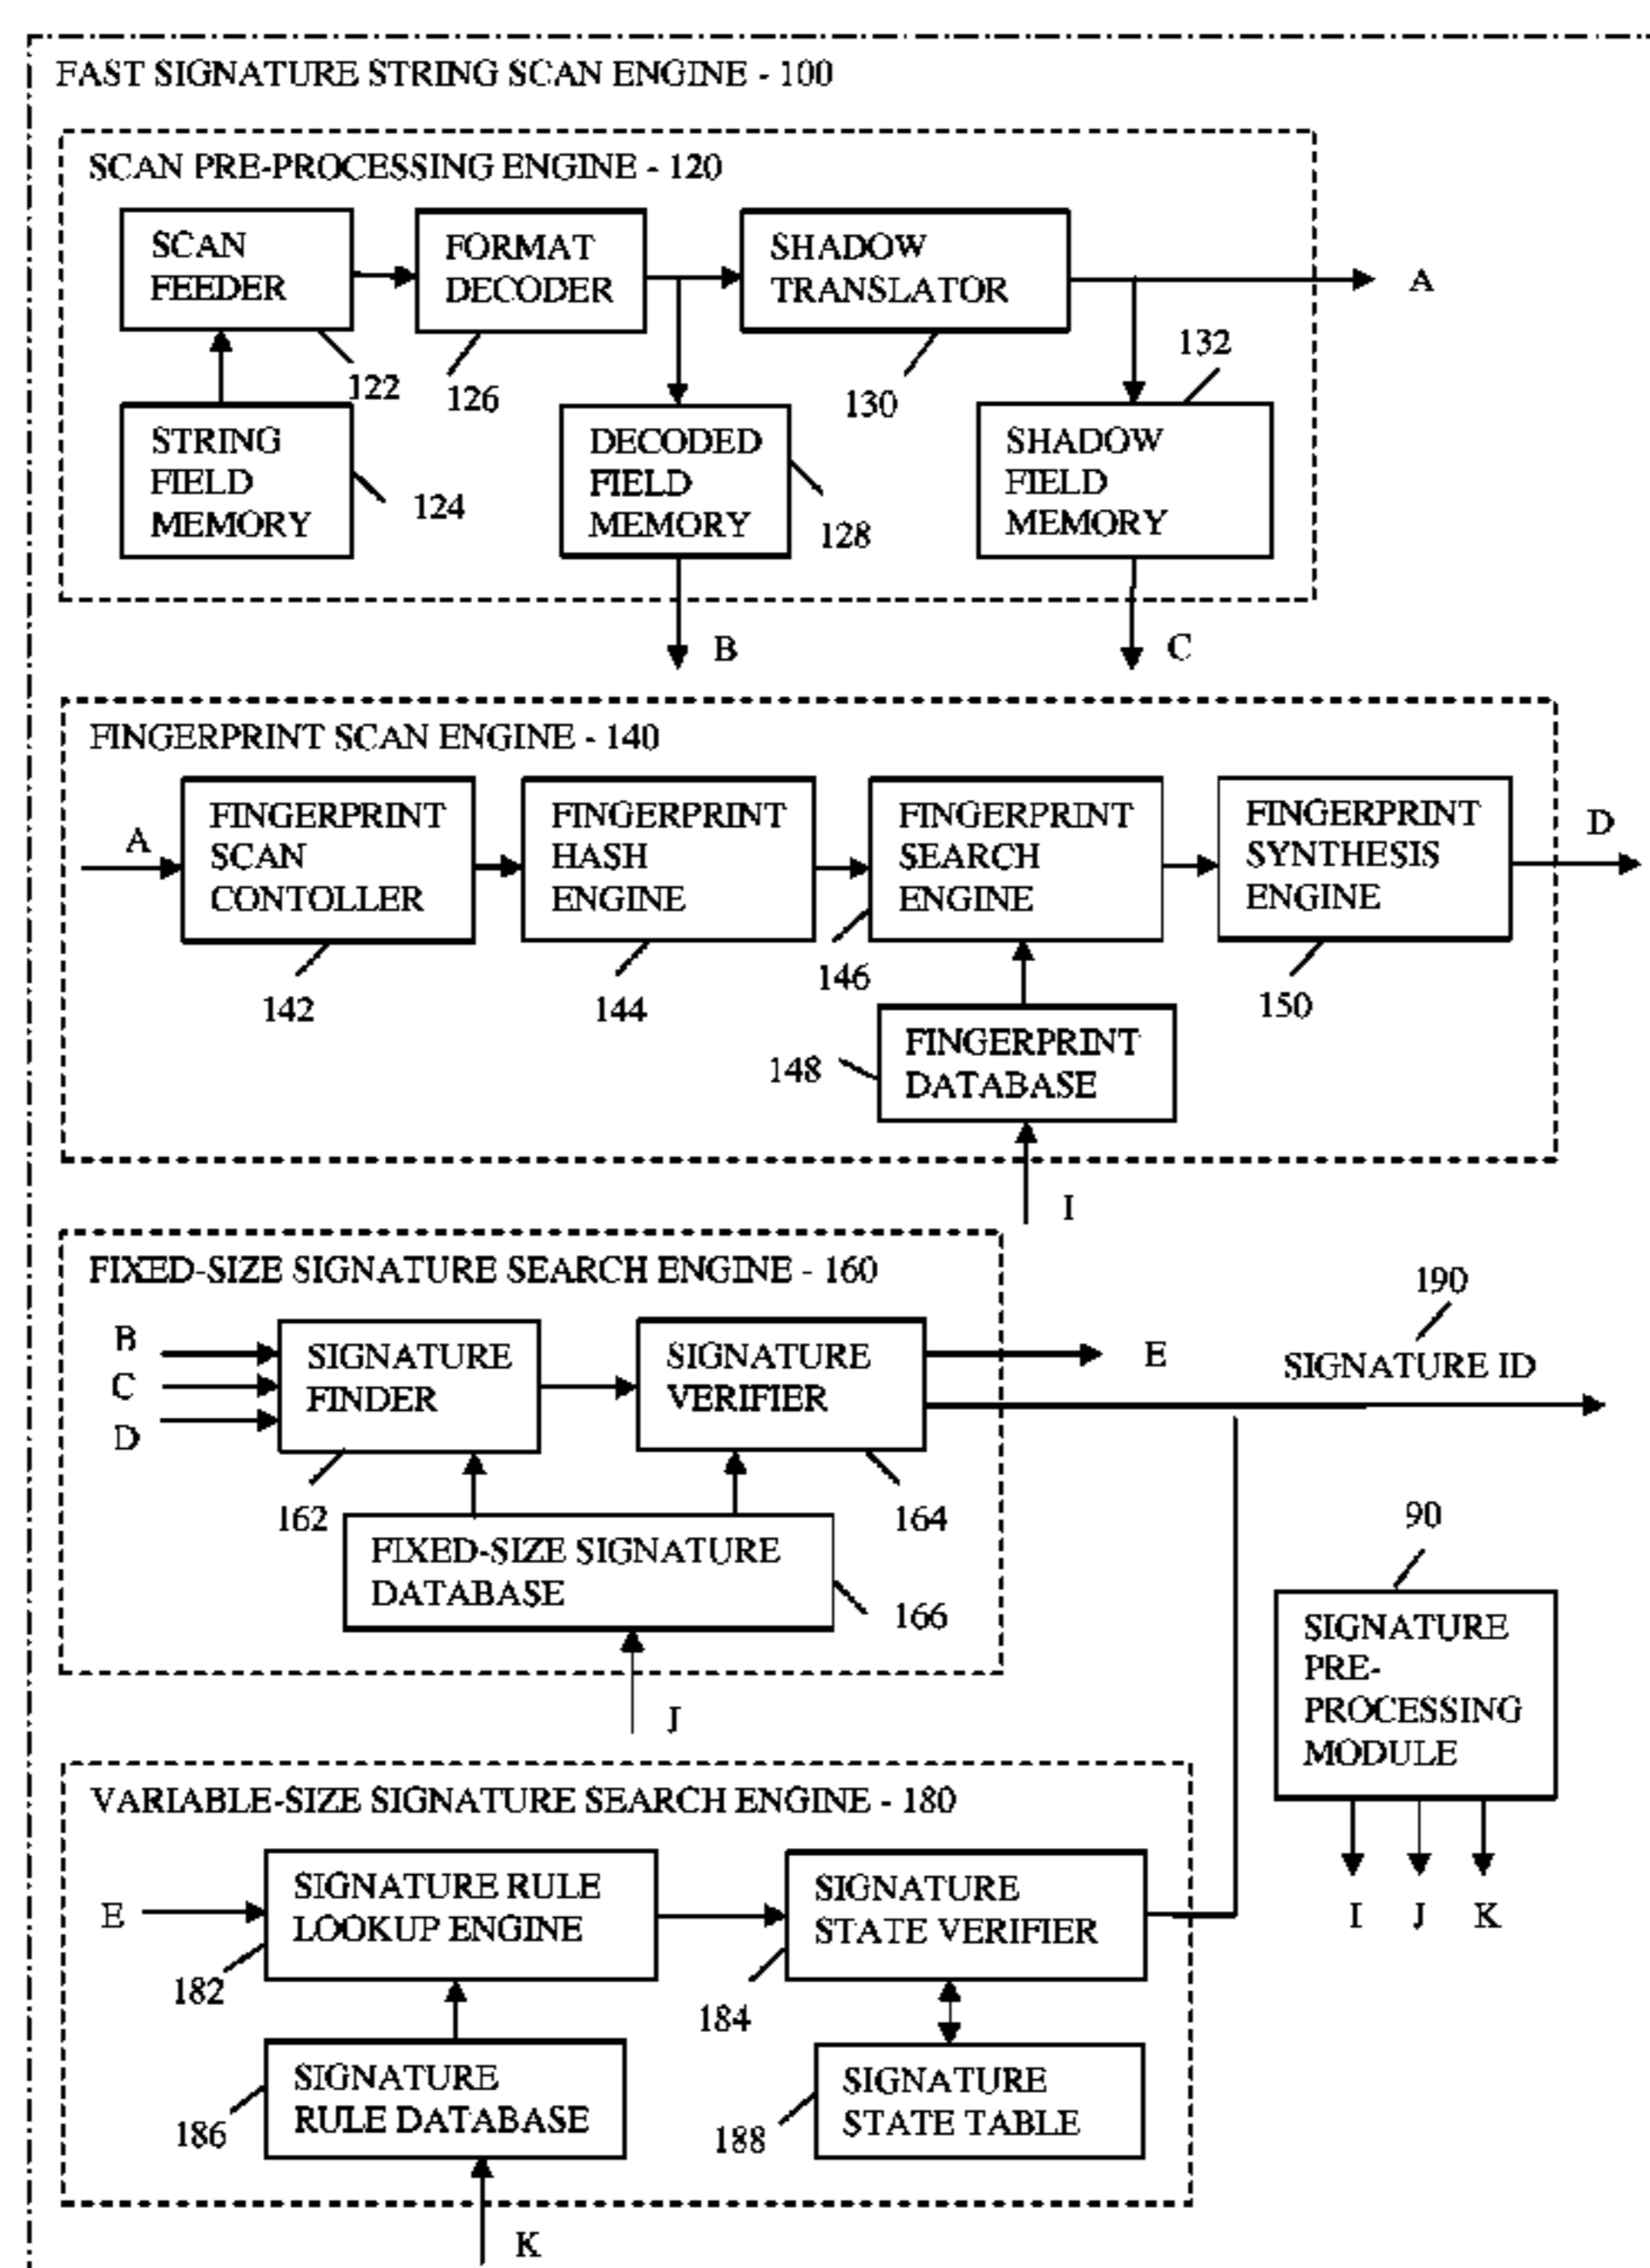 FAST SIGNATURE STRING SCAN ENGINE - 100
SCAN PRE-PROCESSING ENGINE - 120
SCAN
FEEDER
FORMAT
DECODER
SHADOW
TRANSLATOR
A
122
126
130
132
STRING
FIELD
MEMORY
124
DECODED
FIELD
MEMORY
128
SHADOW
FIELD
MEMORY
B
C
FINGERPRINT SCAN ENGINE - 140
A
FINGERPRINT
SCAN
CONTOLLER
FINGERPRINT
HASH
ENGINE
FINGERPRINT
SEARCH
ENGINE
FINGERPRINT
SYNTHESIS
ENGINE
D
142
144
146
150
148
FINGERPRINT
DATABASE
I
FIXED-SIZE SIGNATURE SEARCH ENGINE - 160
B
C
D
SIGNATURE
FINDER
SIGNATURE
VERIFIER
E
190
SIGNATURE ID
162
164
FIXED-SIZE SIGNATURE
DATABASE
166
J
90
SIGNATURE
PRE-
PROCESSING
MODULE
I
J
K
VARIABLE-SIZE SIGNATURE SEARCH ENGINE - 180
E
SIGNATURE RULE
LOOKUP ENGINE
SIGNATURE
STATE VERIFIER
182
184
SIGNATURE
RULE DATABASE
186
SIGNATURE
STATE TABLE
188
K